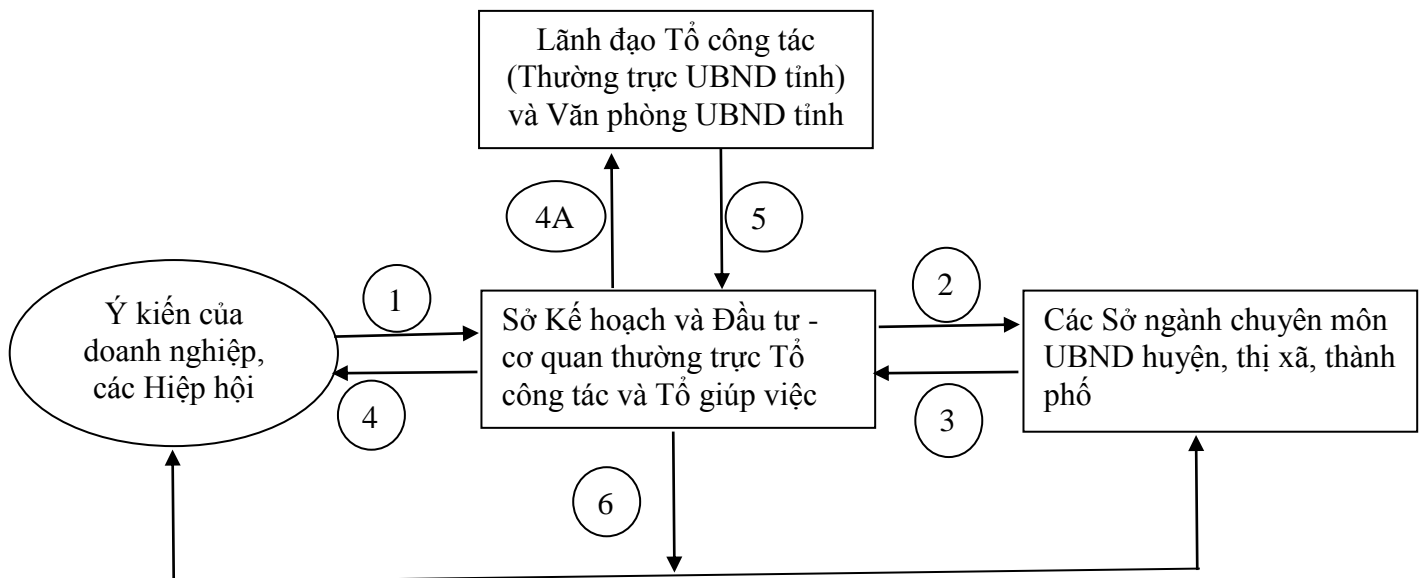 Lãnh đạo Tổ công tác
(Thường trực UBND tỉnh)
và Văn phòng UBND tỉnh
4A
5
1
2
Ý kiến của
doanh nghiệp,
các Hiệp hội
Sở Kế hoạch và Đầu tư -
cơ quan thường trực Tổ
công tác và Tổ giúp việc
Các Sở ngành chuyên môn
UBND huyện, thị xã, thành
phố
4
3
6